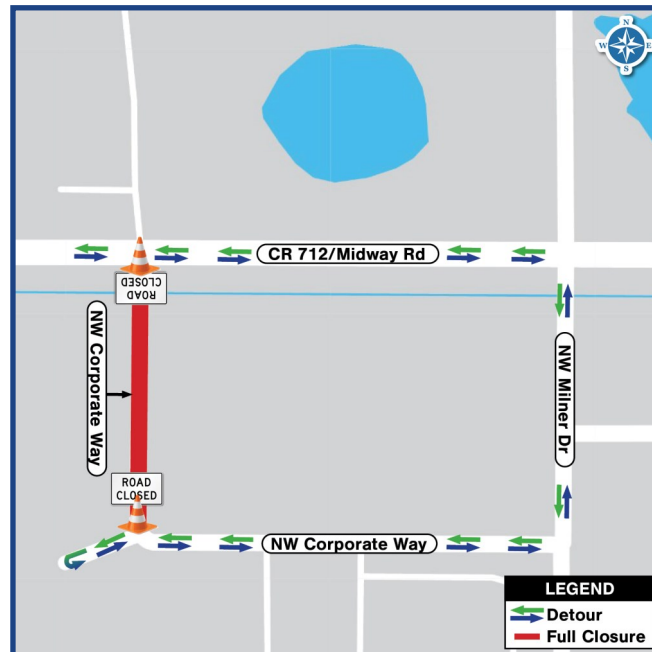 N
W E
S
CR 712/Midway Rd
ROAD
CLOSED
NW Corporate Way
NW Milner Dr
ROAD
CLOSED
NW Corporate Way
LEGEND
Detour
Full Closure